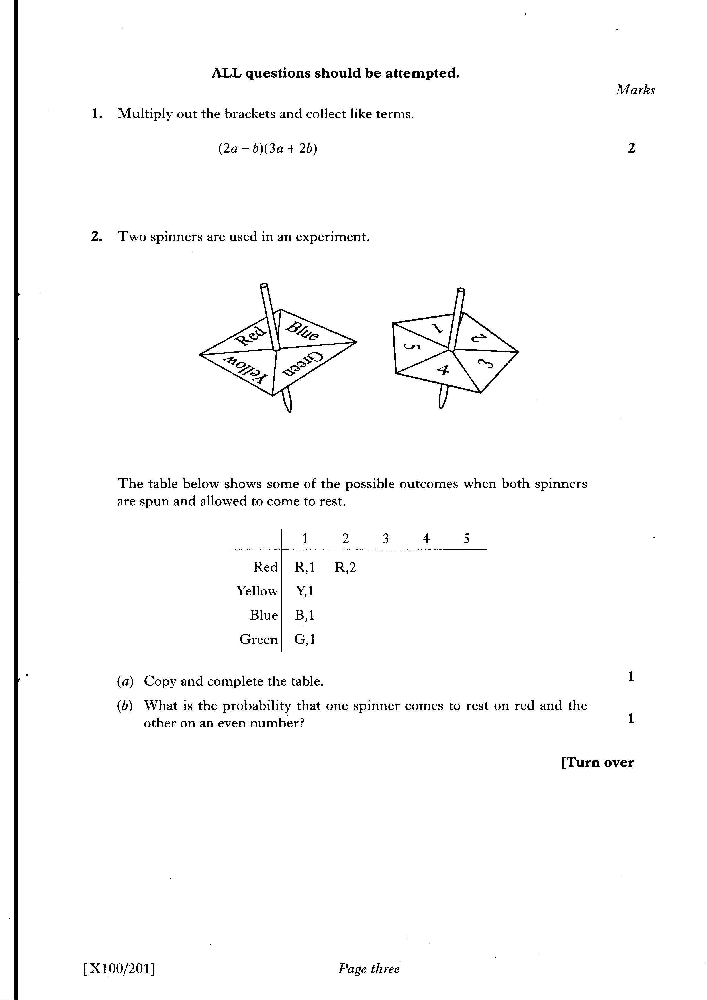 ALL questions should be attempted.
Marks
1. Multiply out the brackets and collect like terms.
(2a – b)(3a + 2b) 2
2. Two spinners are used in an experiment.
Red
Blue
Yellow
Green
1
2
3
4
5
The table below shows some of the possible outcomes when both spinners
are spun and allowed to come to rest.
1 2 3 4 5
Red R,1 R,2
Yellow Y,1
Blue B,1
Green G,1
(a) Copy and complete the table. 1
(b) What is the probability that one spinner comes to rest on red and the
other on an even number? 1
[Turn over
[X100/201] Page three